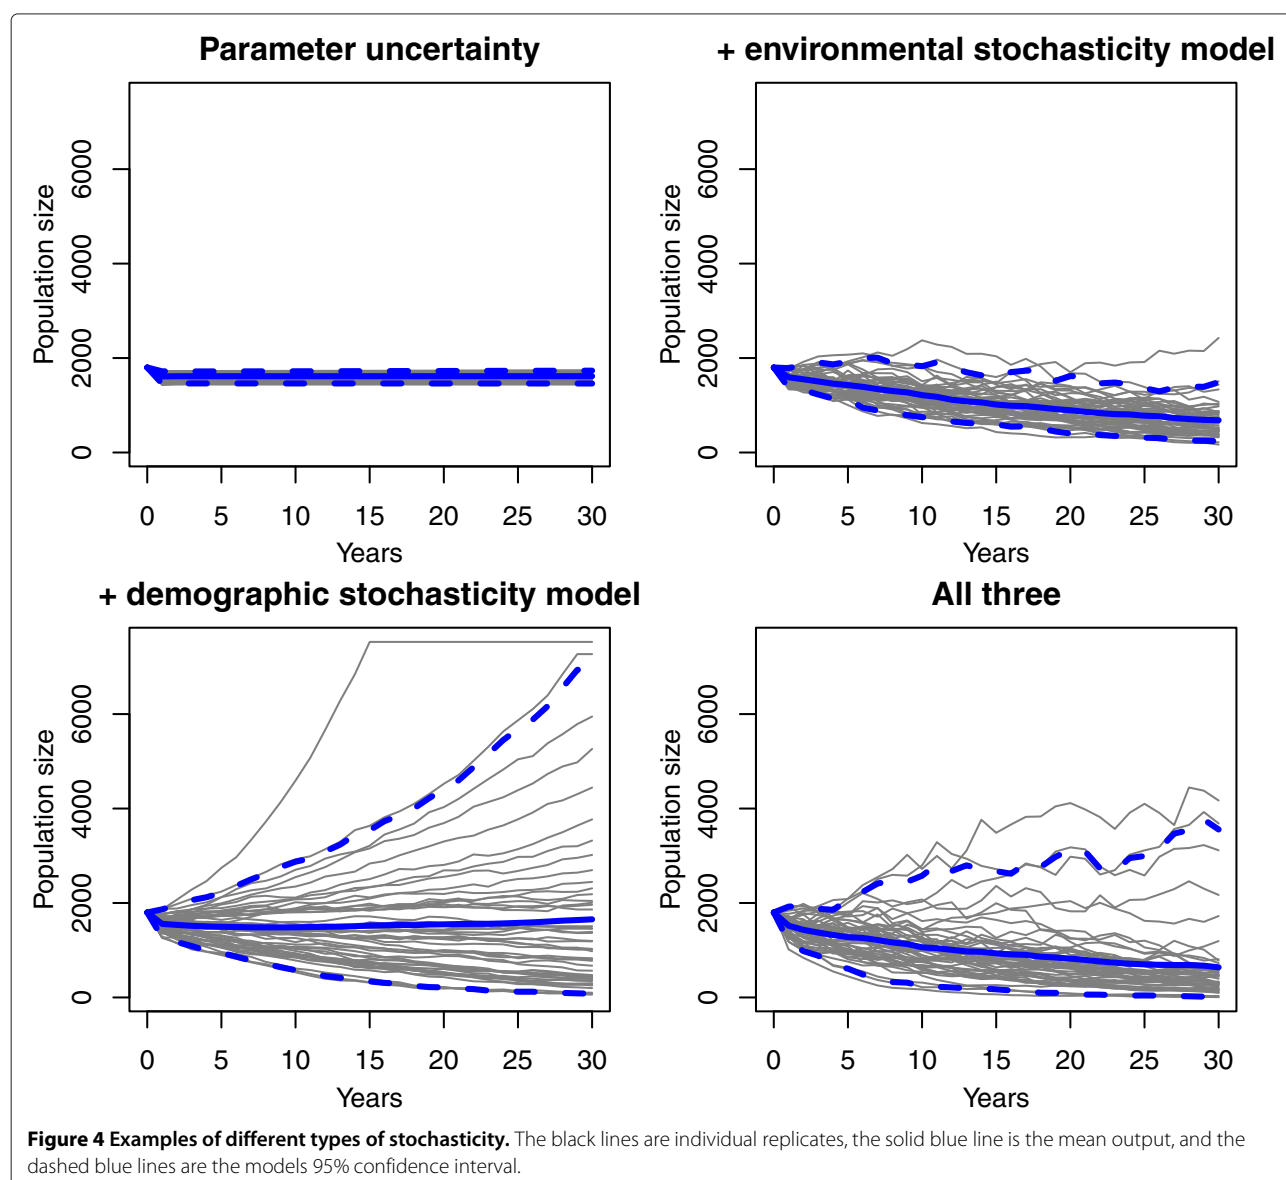 Parameter uncertainty
+ environmental stochasticity model
Population size
0 2000 4000 6000
0 5 10 15 20 25 30
Years
Population size
0 2000 4000 6000
0 5 10 15 20 25 30
Years
+ demographic stochasticity model
All three
Population size
0 2000 4000 6000
0 5 10 15 20 25 30
Years
Population size
0 2000 4000 6000
0 5 10 15 20 25 30
Years
Figure 4 Examples of different types of stochasticity. The black lines are individual replicates, the solid blue line is the mean output, and the
dashed blue lines are the models 95% confidence interval.